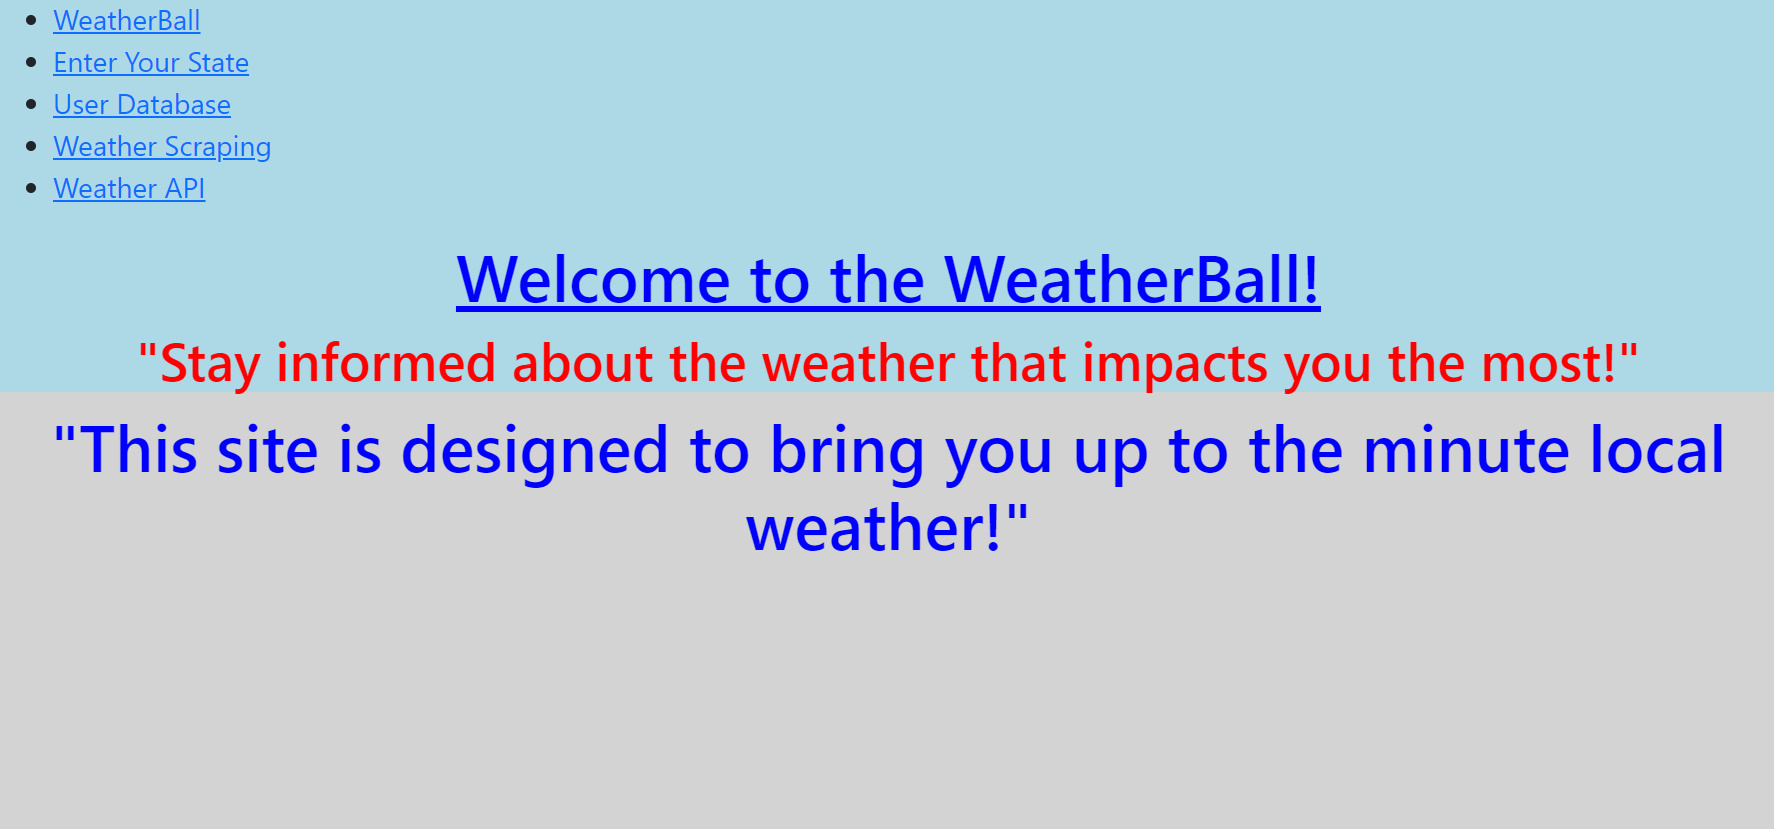 WeatherBall
Enter Your State
User Database
Weather Scraping
Weather API
Welcome to the WeatherBall!
"Stay informed about the weather that impacts you the most!"
"This site is designed to bring you up to the minute local
weather!"